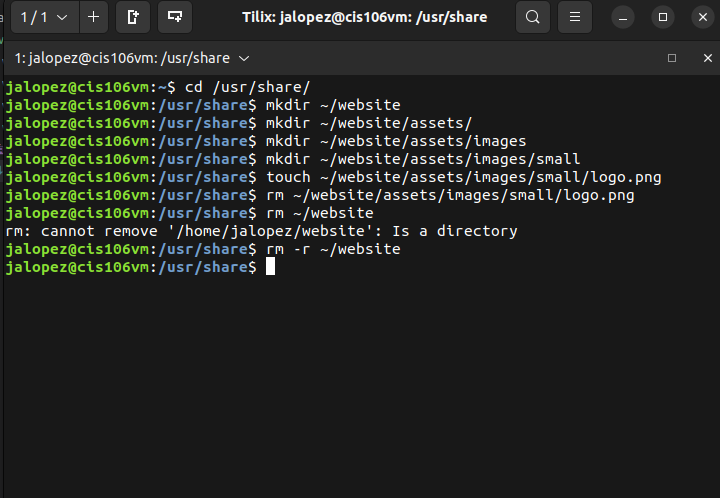 1 / 1
Tilix: jalopez@cis106vm: /usr/share
1: jalopez@cis106vm: /usr/share
jalopez@cis106vm:~$ cd /usr/share/
jalopez@cis106vm:/usr/share$ mkdir ~/website
jalopez@cis106vm:/usr/share$ mkdir ~/website/assets/
jalopez@cis106vm:/usr/share$ mkdir ~/website/assets/images
jalopez@cis106vm:/usr/share$ mkdir ~/website/assets/images/small
jalopez@cis106vm:/usr/share$ touch ~/website/assets/images/small/logo.png
jalopez@cis106vm:/usr/share$ rm ~/website/assets/images/small/logo.png
jalopez@cis106vm:/usr/share$ rm ~/website
rm: cannot remove '/home/jalopez/website': Is a directory
jalopez@cis106vm:/usr/share$ rm -r ~/website
jalopez@cis106vm:/usr/share$